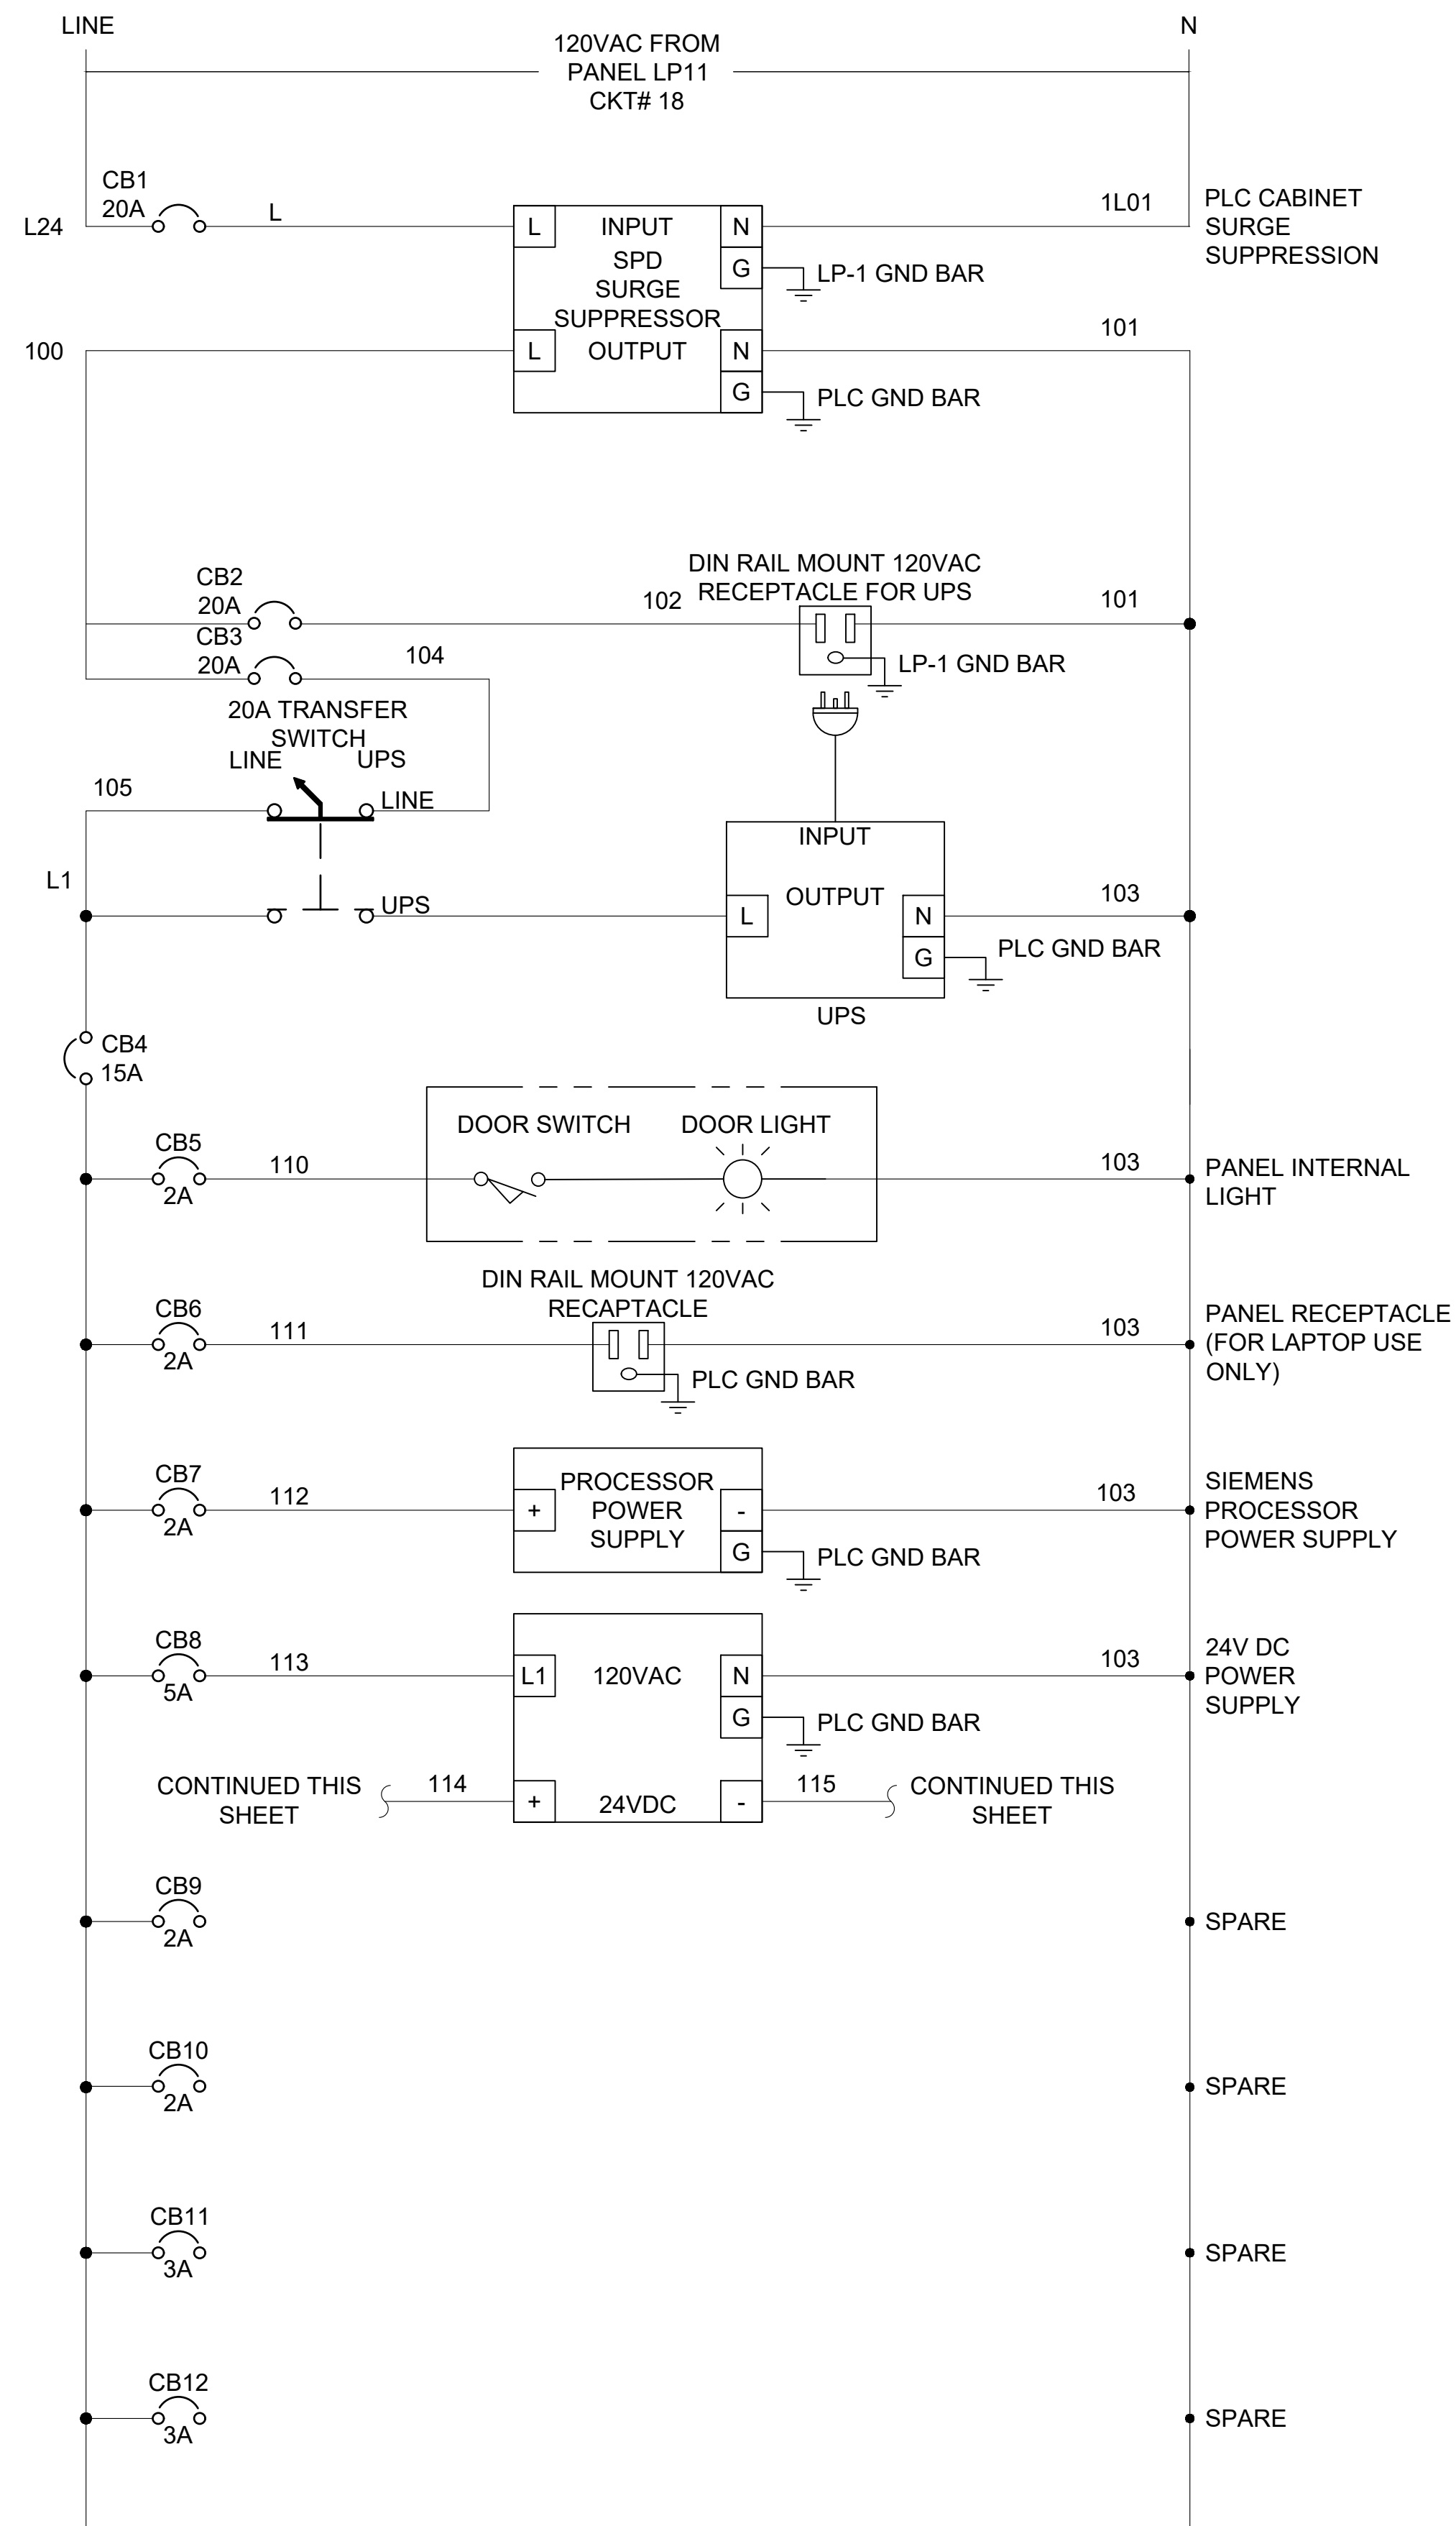 LINE
N
120VAC FROM
PANEL LP11
CKT# 18
CB1
20A
L24
L
L
INPUT
N
1L01
PLC CABINET
SURGE
SUPPRESSION
SPD
SURGE
SUPPRESSOR
G
LP-1 GND BAR
100
L
OUTPUT
N
101
G
PLC GND BAR
DIN RAIL MOUNT 120VAC
RECEPTACLE FOR UPS
CB2
20A
102
101
CB3
20A
104
LP-1 GND BAR
20A TRANSFER
SWITCH
LINE
UPS
105
LINE
INPUT
L1
UPS
L
OUTPUT
N
103
G
PLC GND BAR
UPS
CB4
15A
DOOR SWITCH
DOOR LIGHT
CB5
2A
110
103
PANEL INTERNAL
LIGHT
DIN RAIL MOUNT 120VAC
RECAPTACLE
CB6
2A
111
103
PANEL RECEPTACLE
(FOR LAPTOP USE
ONLY)
PLC GND BAR
CB7
2A
112
+
PROCESSOR
POWER
SUPPLY
-
G
PLC GND BAR
103
SIEMENS
PROCESSOR
POWER SUPPLY
CB8
5A
113
L1
120VAC
N
103
24V DC
POWER
SUPPLY
G
PLC GND BAR
CONTINUED THIS
SHEET
114
+
24VDC
-
115
CONTINUED THIS
SHEET
CB9
2A
SPARE
CB10
2A
SPARE
CB11
3A
SPARE
CB12
3A
SPARE